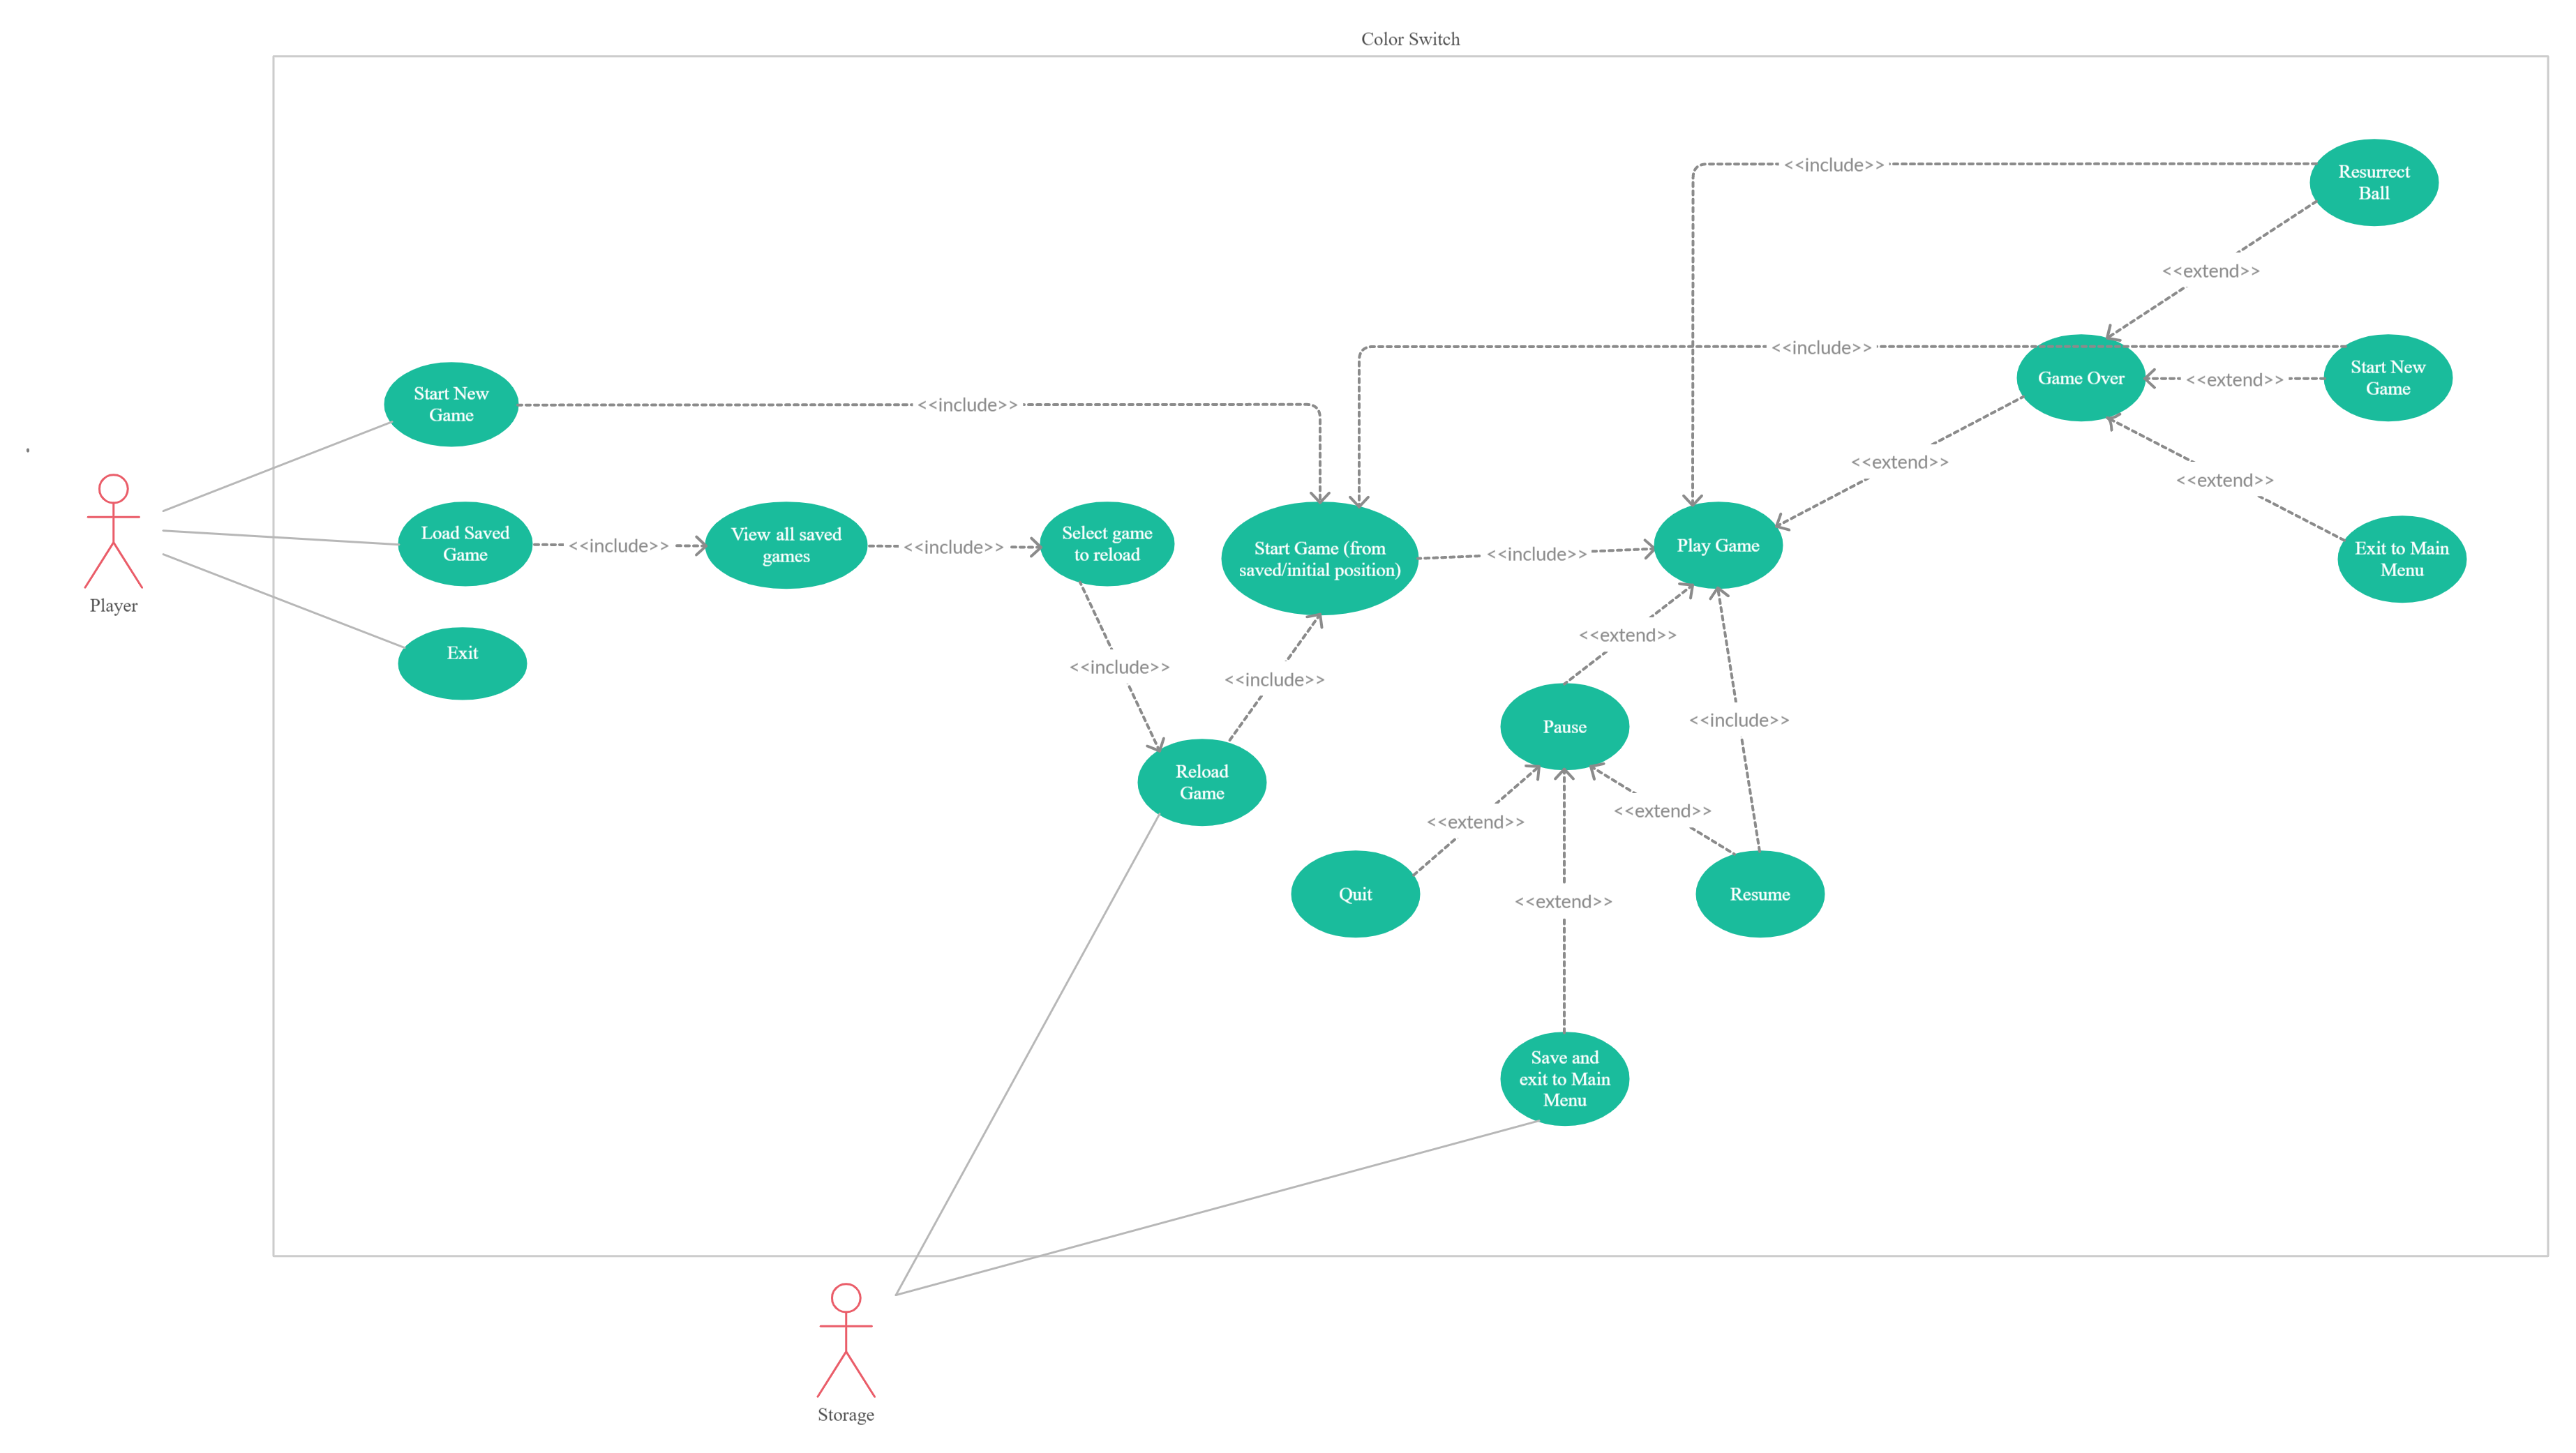 Color Switch
<<include>>
Resurrect
Ball
<<extend>>
<<include>>
Start New
Game
<<include>>
Game Over
<<extend>>
Start New
Game
<<extend>>
<<extend>>
Player
Load Saved
Game
<<include>>
View all saved
games
<<include>>
Select game
to reload
Start Game (from
saved/initial position)
<<include>>
Play Game
Exit to Main
Menu
Exit
<<include>>
<<include>>
<<extend>>
<<include>>
Reload
Game
Pause
<<extend>>
<<extend>>
Quit
<<extend>>
Resume
Save and
exit to Main
Menu
Storage